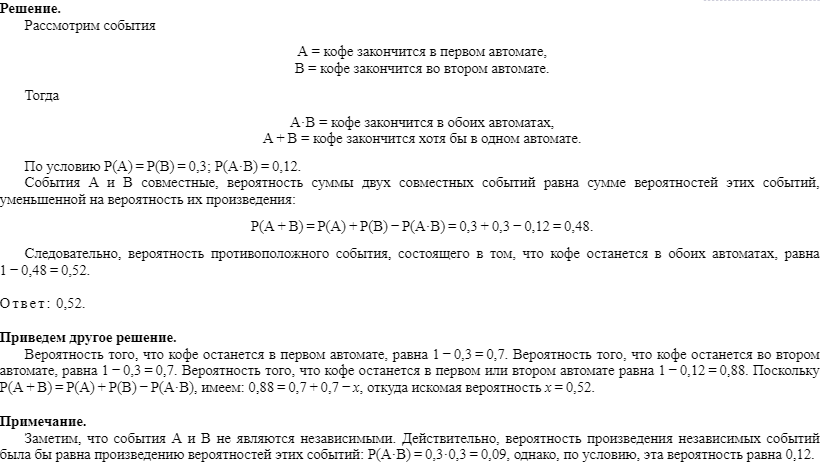 Решение.
Рассмотрим события
А = кофе закончится в первом автомате,
В = кофе закончится во втором автомате.
Тогда
A·B = кофе закончится в обоих автоматах,
A + B = кофе закончится хотя бы в одном автомате.
По условию P(A) = P(B) = 0,3; P(A·B) = 0,12.
События A и B совместные, вероятность суммы двух совместных событий равна сумме вероятностей этих событий,
уменьшенной на вероятность их произведения:
P(A + B) = P(A) + P(B) − P(A·B) = 0,3 + 0,3 − 0,12 = 0,48.
Следовательно, вероятность противоположного события, состоящего в том, что кофе останется в обоих автоматах, равна
1 − 0,48 = 0,52.
Ответ: 0,52.
Приведем другое решение.
Вероятность того, что кофе останется в первом автомате, равна 1 − 0,3 = 0,7. Вероятность того, что кофе останется во втором
автомате, равна 1 − 0,3 = 0,7. Вероятность того, что кофе останется в первом или втором автомате равна 1 − 0,12 = 0,88. Поскольку
P(A + B) = P(A) + P(B) − P(A·B), имеем: 0,88 = 0,7 + 0,7 − x, откуда искомая вероятность x = 0,52.
Примечание.
Заметим, что события A и B не являются независимыми. Действительно, вероятность произведения независимых событий
была бы равна произведению вероятностей этих событий: P(A·B) = 0,3·0,3 = 0,09, однако, по условию, эта вероятность равна 0,12.